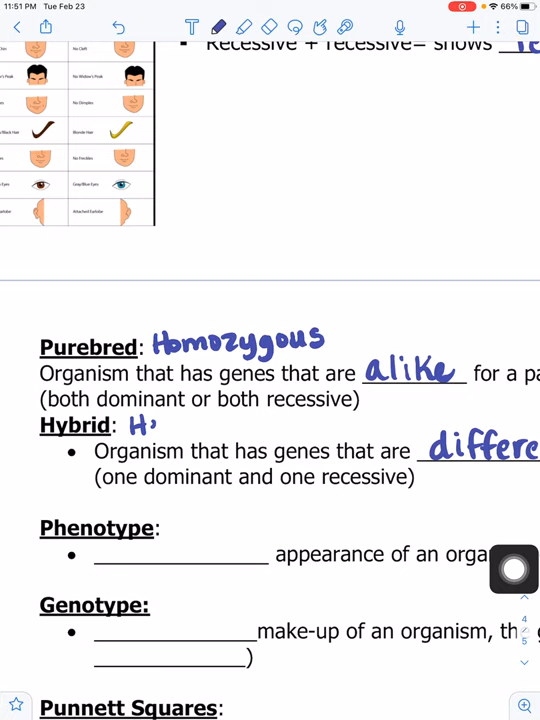 11:51 PM Tue Feb 23
66%
Recessive + recessive= shows
No Cleft
No Widow's Peak
No Dimples
Blonde Hair
No Freckles
Gray/Blue Eyes
Attached Earlobe
Purebred: Homozygous
Organism that has genes that are alike for a pa
(both dominant or both recessive)
Hybrid: H
• Organism that has genes that are differe
(one dominant and one recessive)
Phenotype:
• ____________ appearance of an orga
Genotype:
• ____________make-up of an organism, th g
____________)
Punnett Squares:
4
5